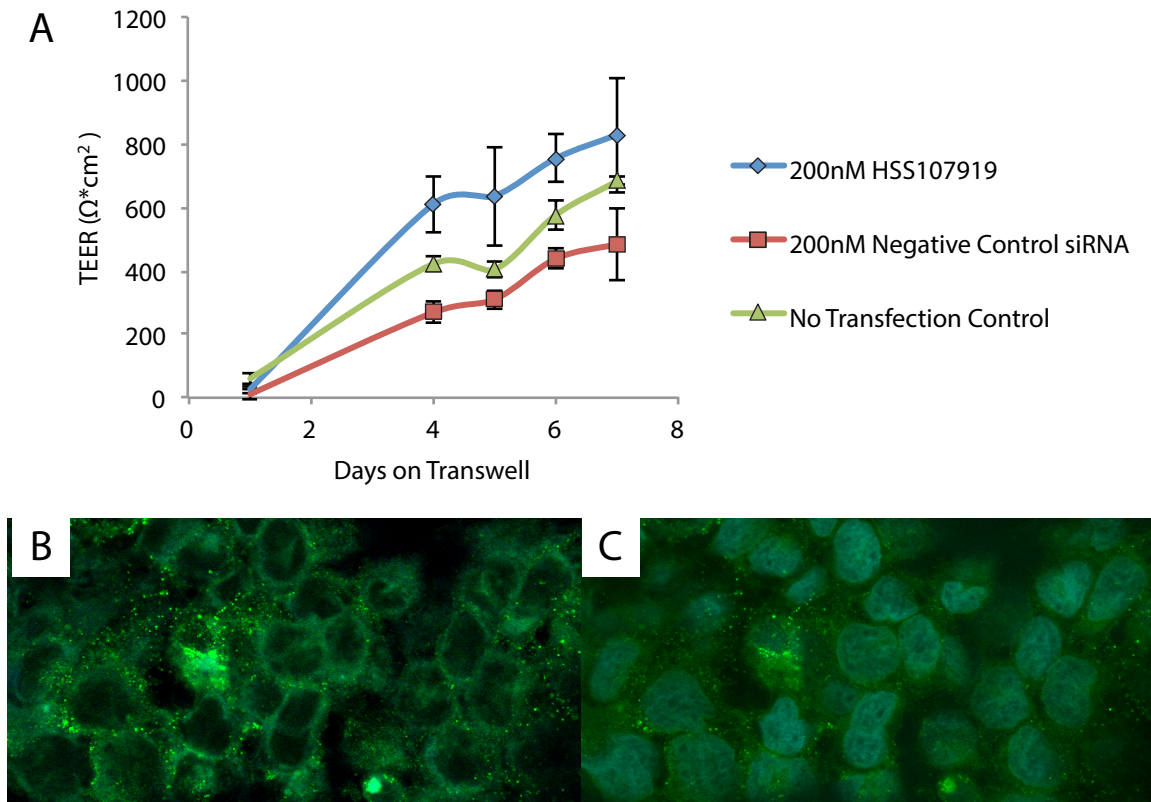 A
1200
1000
800
600
400
200
0
TEER (Ω*cm²)
0 2 4 6 8
Days on Transwell
200nM HSS107919
200nM Negative Control siRNA
No Transfection Control
B
C